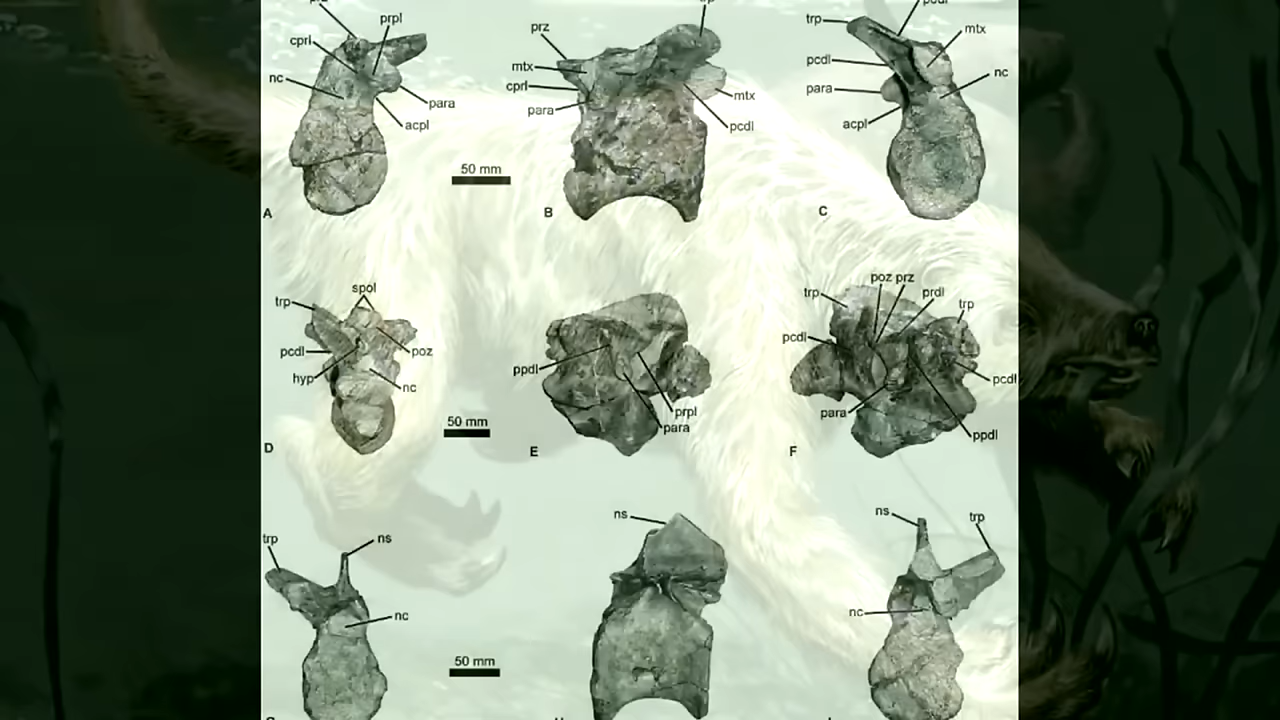 prpl
cprl
nc
para
acpl
A
prz
mtx
cprl
para
mtx
pcdl
B
50 mm
trp
mtx
pcdl
nc
para
acpl
C
spol
trp
pcdl
poz
hyp
nc
D
50 mm
ppdl
prpl
para
E
poz prz
trp
prdl
trp
pcdl
pcdl
para
ppdl
F
trp
ns
nc
50 mm
ns
ns
trp
nc